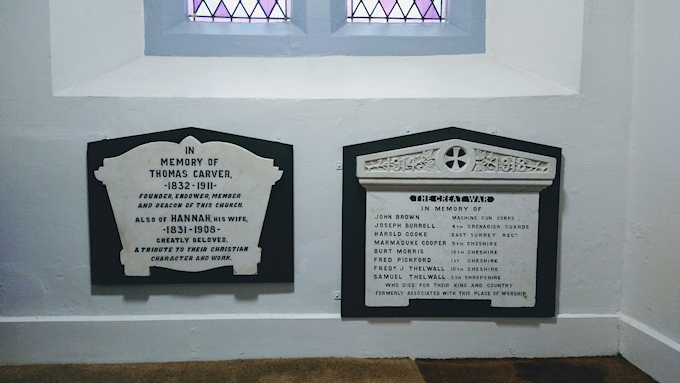 IN
MEMORY OF
THOMAS CARVER,
-1832-1911-
FOUNDER, ENDOWER, MEMBER
AND DEACON OF THIS CHURCH.
ALSO OF HANNAH, HIS WIFE,
-1831-1908-
GREATLY BELOVED.
A TRIBUTE TO THEIR CHRISTIAN
CHARACTER AND WORK.
1914 1918
THE GREAT WAR
IN MEMORY OF
JOHN BROWN MACHINE GUN CORPS
JOSEPH BURRELL 4TH GRENADIER GUARDS
HAROLD COOKE EAST SURREY REGT
MARMADUKE COOPER 9TH CHESHIRE
BURT MORRIS 10TH CHESHIRE
FRED PICKFORD 1ST CHESHIRE
FREDK J. THELWALL 10TH CHESHIRE
SAMUEL THELWALL 5TH SHROPSHIRE
WHO DIED FOR THEIR KING AND COUNTRY
FORMERLY ASSOCIATED WITH THIS PLACE OF WORSHIP